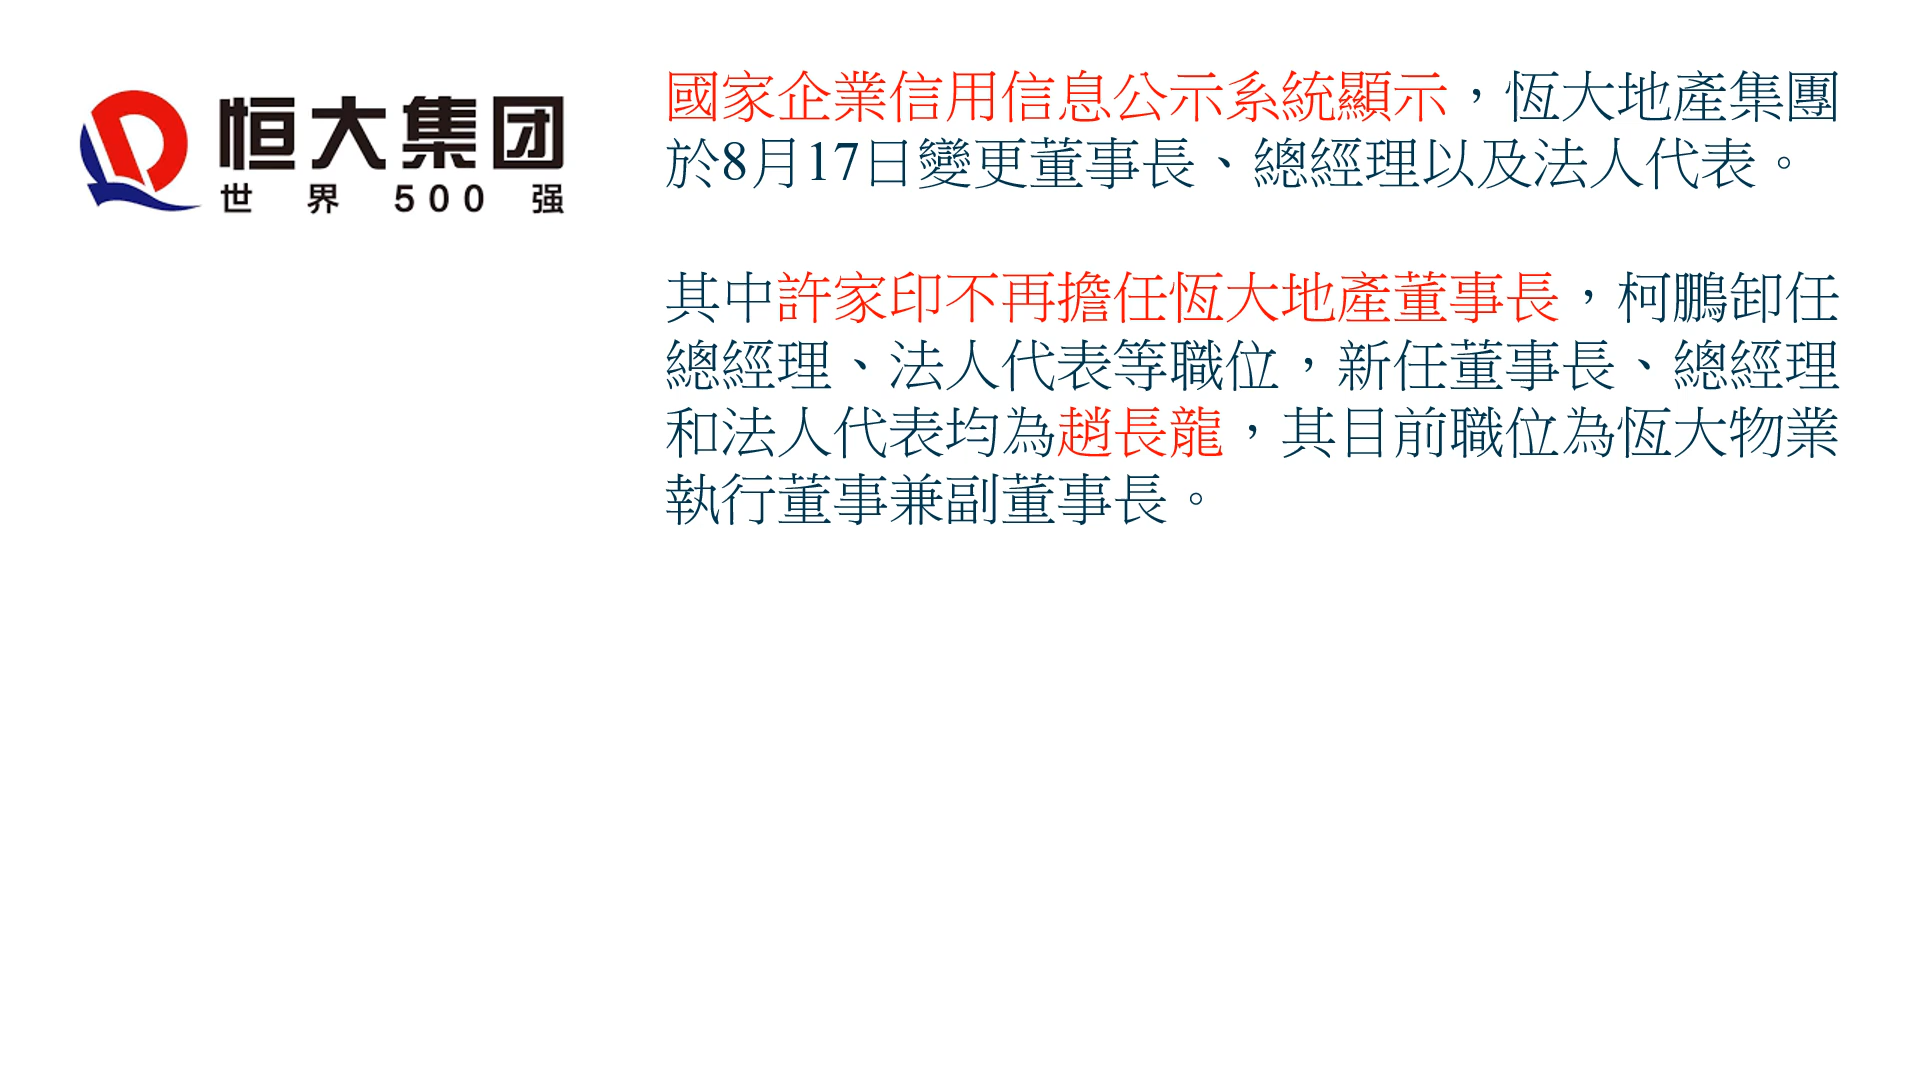 恒大集团
世界500强
國家企業信用信息公示系統顯示，恆大地產集團
於8月17日變更董事長、總經理以及法人代表。
其中許家印不再擔任恆大地產董事長，柯鵬卸任
總經理、法人代表等職位，新任董事長、總經理
和法人代表均為趙長龍，其目前職位為恆大物業
執行董事兼副董事長。